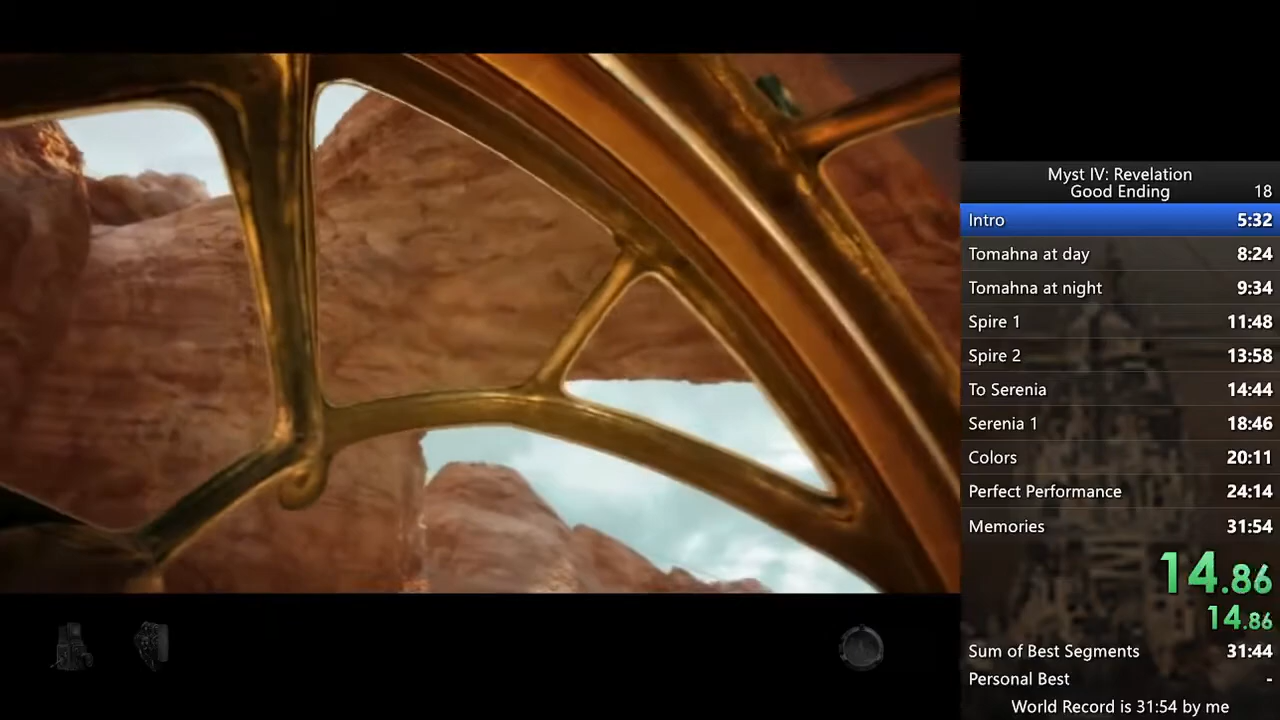 Myst IV: Revelation
Good Ending 18
Intro 5:32
Tomahna at day 8:24
Tomahna at night 9:34
Spire 1 11:48
Spire 2 13:58
To Serenia 14:44
Serenia 1 18:46
Colors 20:11
Perfect Performance 24:14
Memories 31:54
14.86
14.86
Sum of Best Segments 31:44
Personal Best -
World Record is 31:54 by me